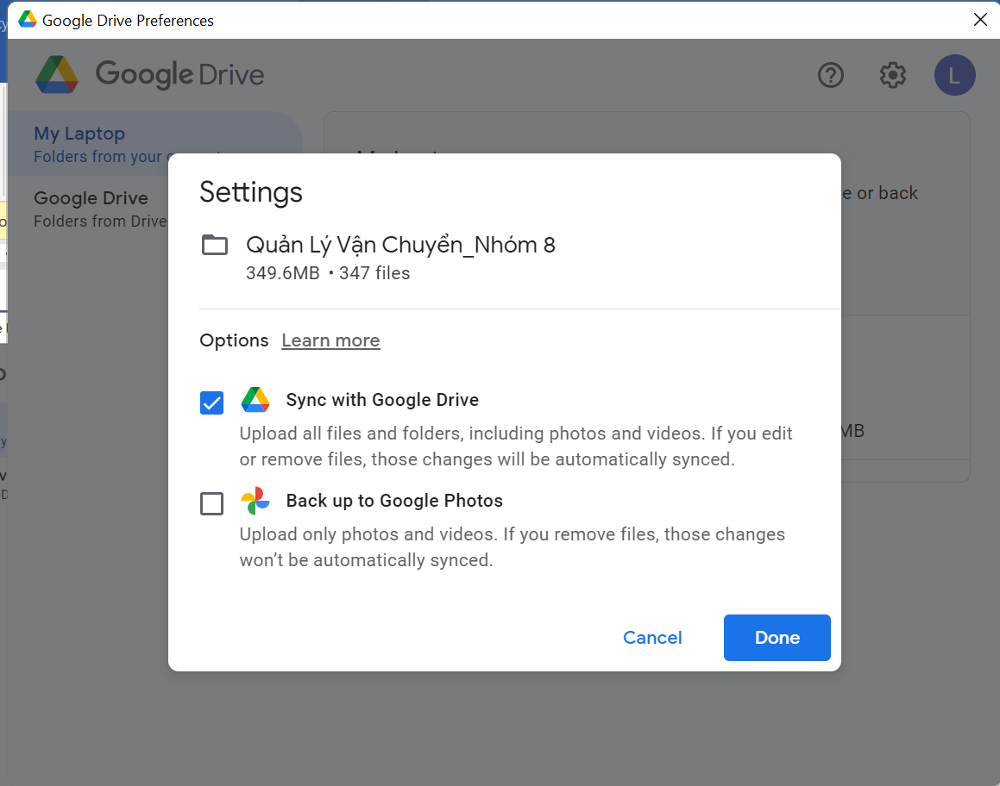 Google Drive Preferences
Google Drive
L
My Laptop
Folders from your
Google Drive
Folders from Drive
e or back
MB
Settings
Quản Lý Vận Chuyển_Nhóm 8
349.6MB • 347 files
Options Learn more
Sync with Google Drive
Upload all files and folders, including photos and videos. If you edit
or remove files, those changes will be automatically synced.
Back up to Google Photos
Upload only photos and videos. If you remove files, those changes
won’t be automatically synced.
Cancel Done